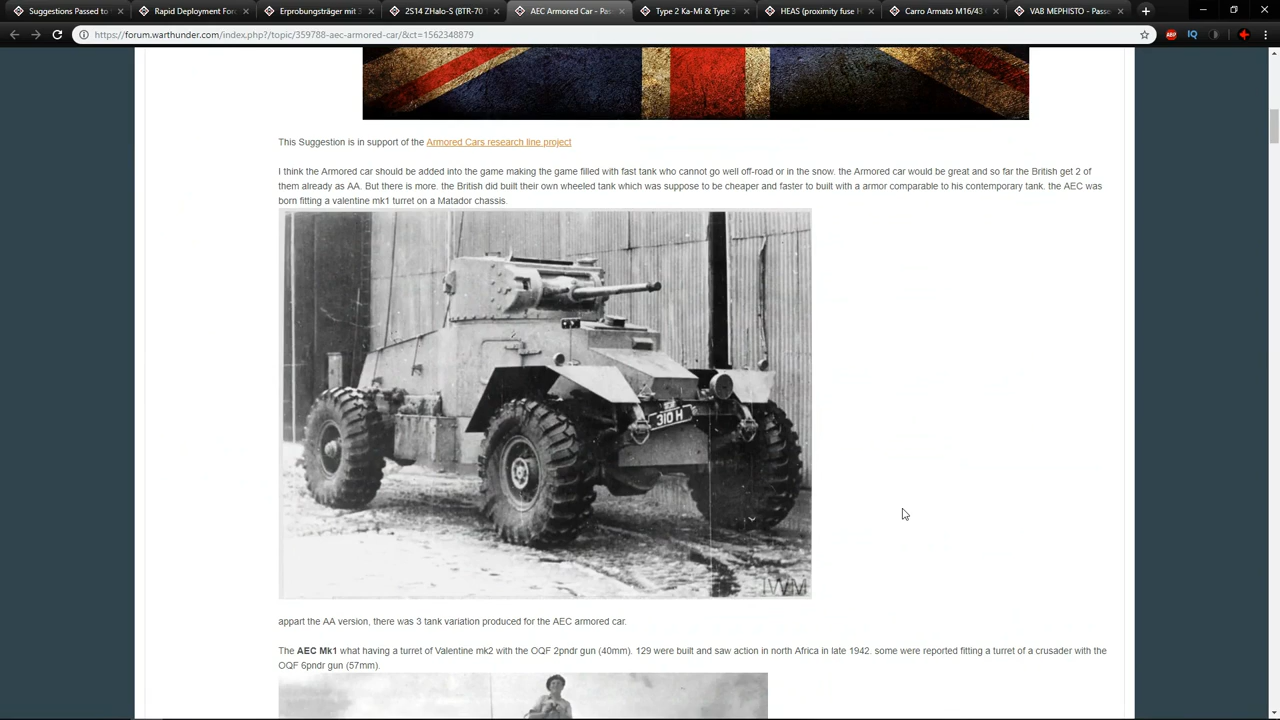 Suggestions Passed to
Rapid Deployment For
Erprobungsträger mit 3
2S14 ZHalo-S (BTR-70
AEC Armored Car - Pas
Type 2 Ka-Mi & Type 3
HEAS (proximity fuse H
Carro Armato M16/43
VAB MEPHISTO - Passe
https://forum.warthunder.com/index.php?/topic/359788-aec-armored-car/&ct=1562348879
ABP
IQ
This Suggestion is in support of the Armored Cars research line project
I think the Armored car should be added into the game making the game filled with fast tank who cannot go well off-road or in the snow. the Armored car would be great and so far the British get 2 of
them already as AA. But there is more. the British did built their own wheeled tank which was suppose to be cheaper and faster to built with a armor comparable to his contemporary tank. the AEC was
born fitting a valentine mk1 turret on a Matador chassis.
310 H
IWM
appart the AA version, there was 3 tank variation produced for the AEC armored car.
The AEC Mk1 what having a turret of Valentine mk2 with the OQF 2pndr gun (40mm). 129 were built and saw action in north Africa in late 1942. some were reported fitting a turret of a crusader with the
OQF 6pndr gun (57mm).